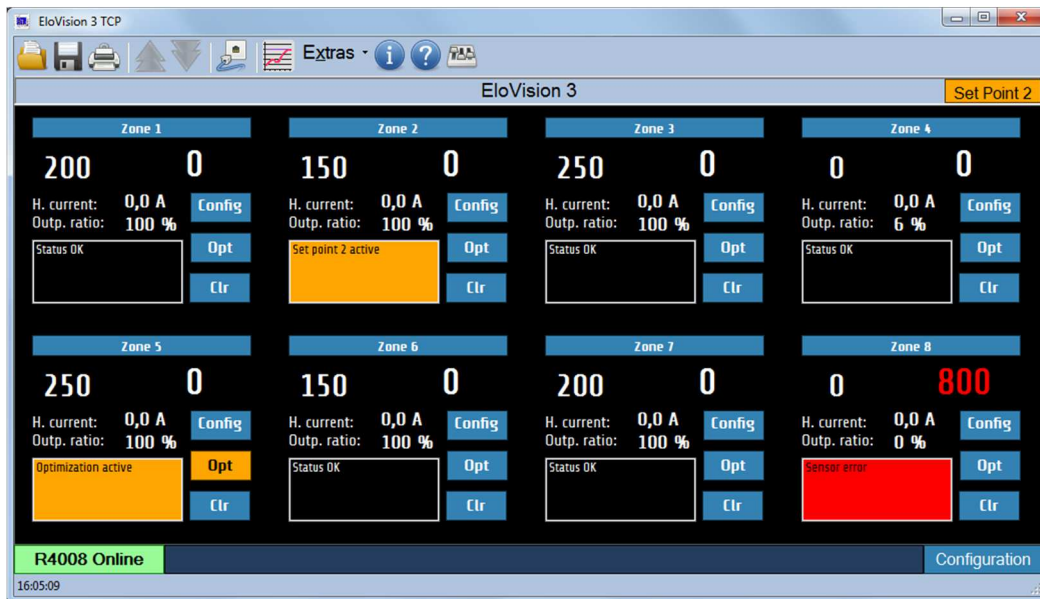 EloVision 3 TCP
Extras
EloVision 3
Set Point 2
Zone 1 Zone 2 Zone 3 Zone 4
200 0 150 0 250 0 0 0
H. current: 0,0 A Config H. current: 0,0 A Config H. current: 0,0 A Config H. current: 0,0 A Config
Outp. ratio: 100 % Outp. ratio: 100 % Outp. ratio: 100 % Outp. ratio: 6 %
Status OK Opt Set point 2 active Opt Status OK Opt Status OK Opt
Clr Clr Clr Clr
Zone 5 Zone 6 Zone 7 Zone 8
250 0 150 0 200 0 0 800
H. current: 0,0 A Config H. current: 0,0 A Config H. current: 0,0 A Config H. current: 0,0 A Config
Outp. ratio: 100 % Outp. ratio: 100 % Outp. ratio: 100 % Outp. ratio: 0 %
Optimization active Opt Status OK Opt Status OK Opt Sensor error Opt
Clr Clr Clr Clr
R4008 Online Configuration
16:05:09